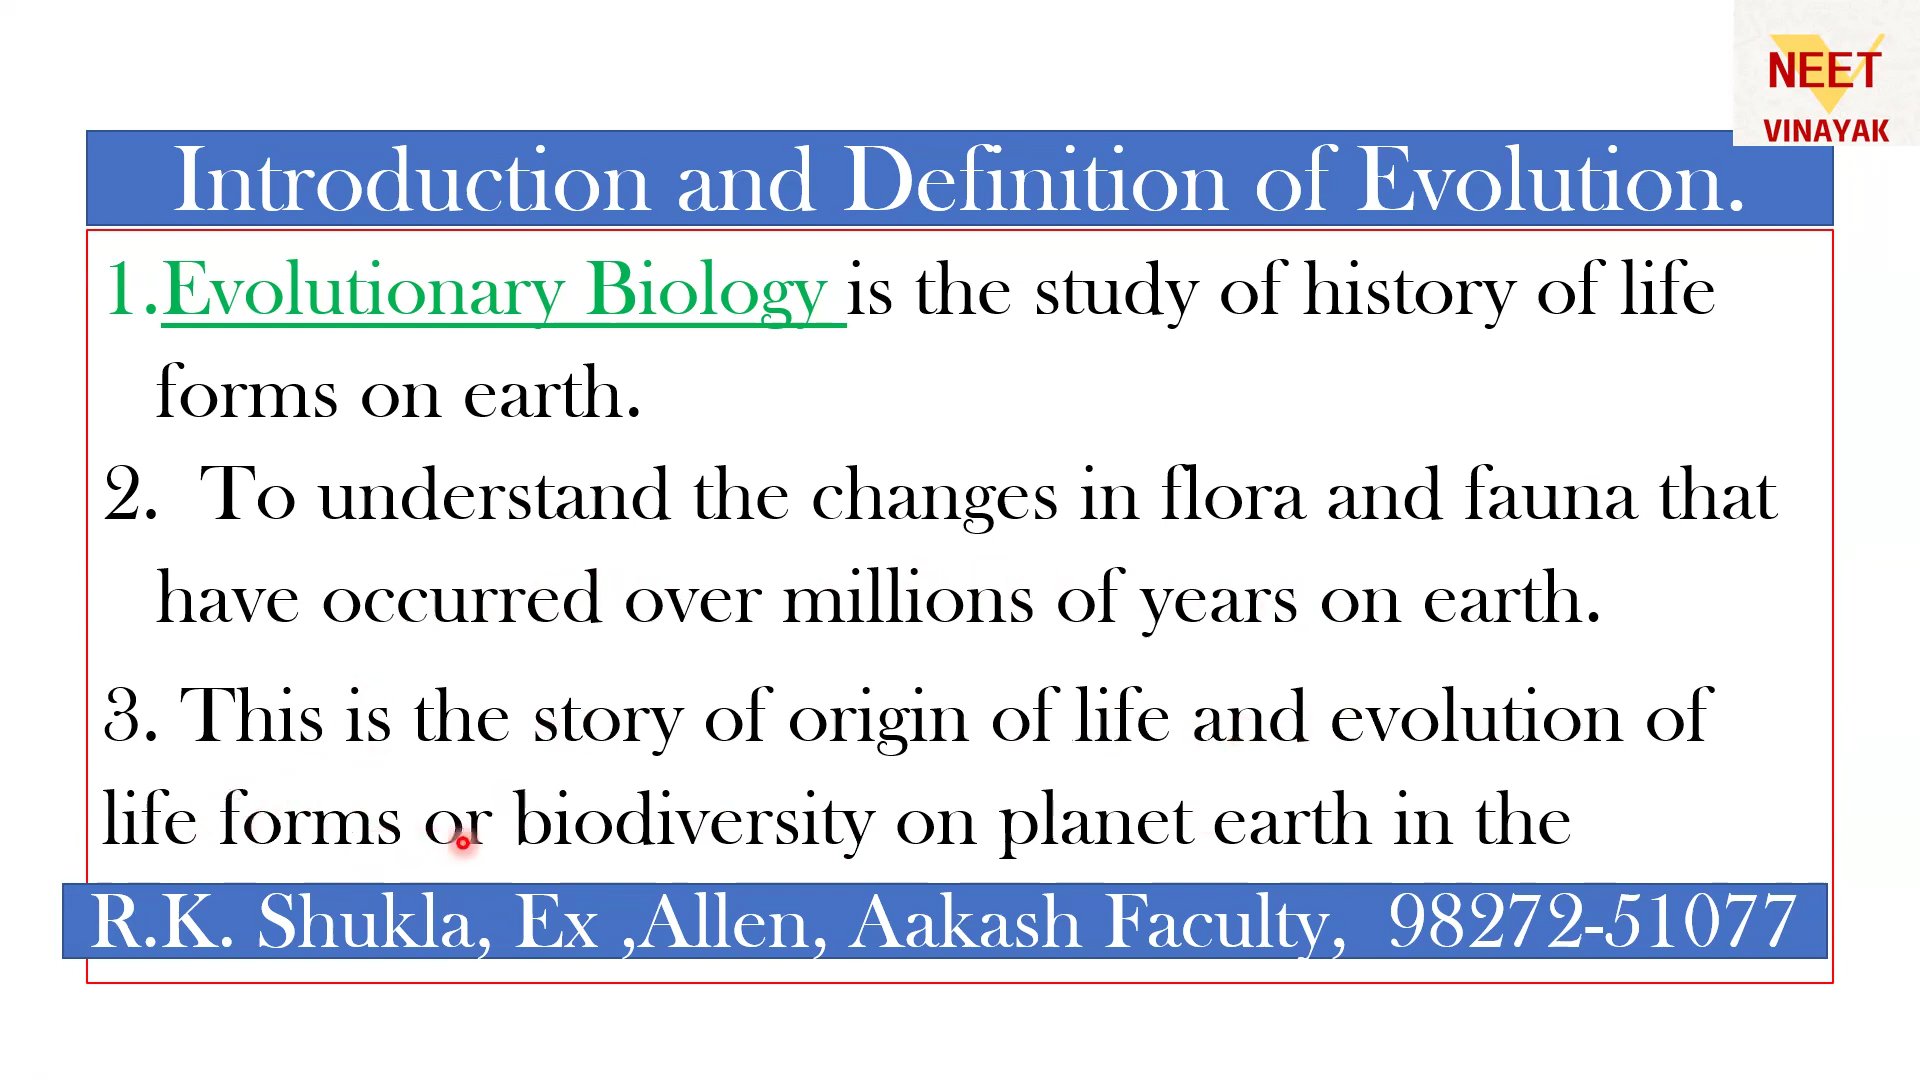 NEET
VINAYAK
Introduction and Definition of Evolution.
1.Evolutionary Biology is the study of history of life
forms on earth.
2. To understand the changes in flora and fauna that
have occurred over millions of years on earth.
3. This is the story of origin of life and evolution of
life forms or biodiversity on planet earth in the
R.K. Shukla, Ex ,Allen, Aakash Faculty, 98272-51077